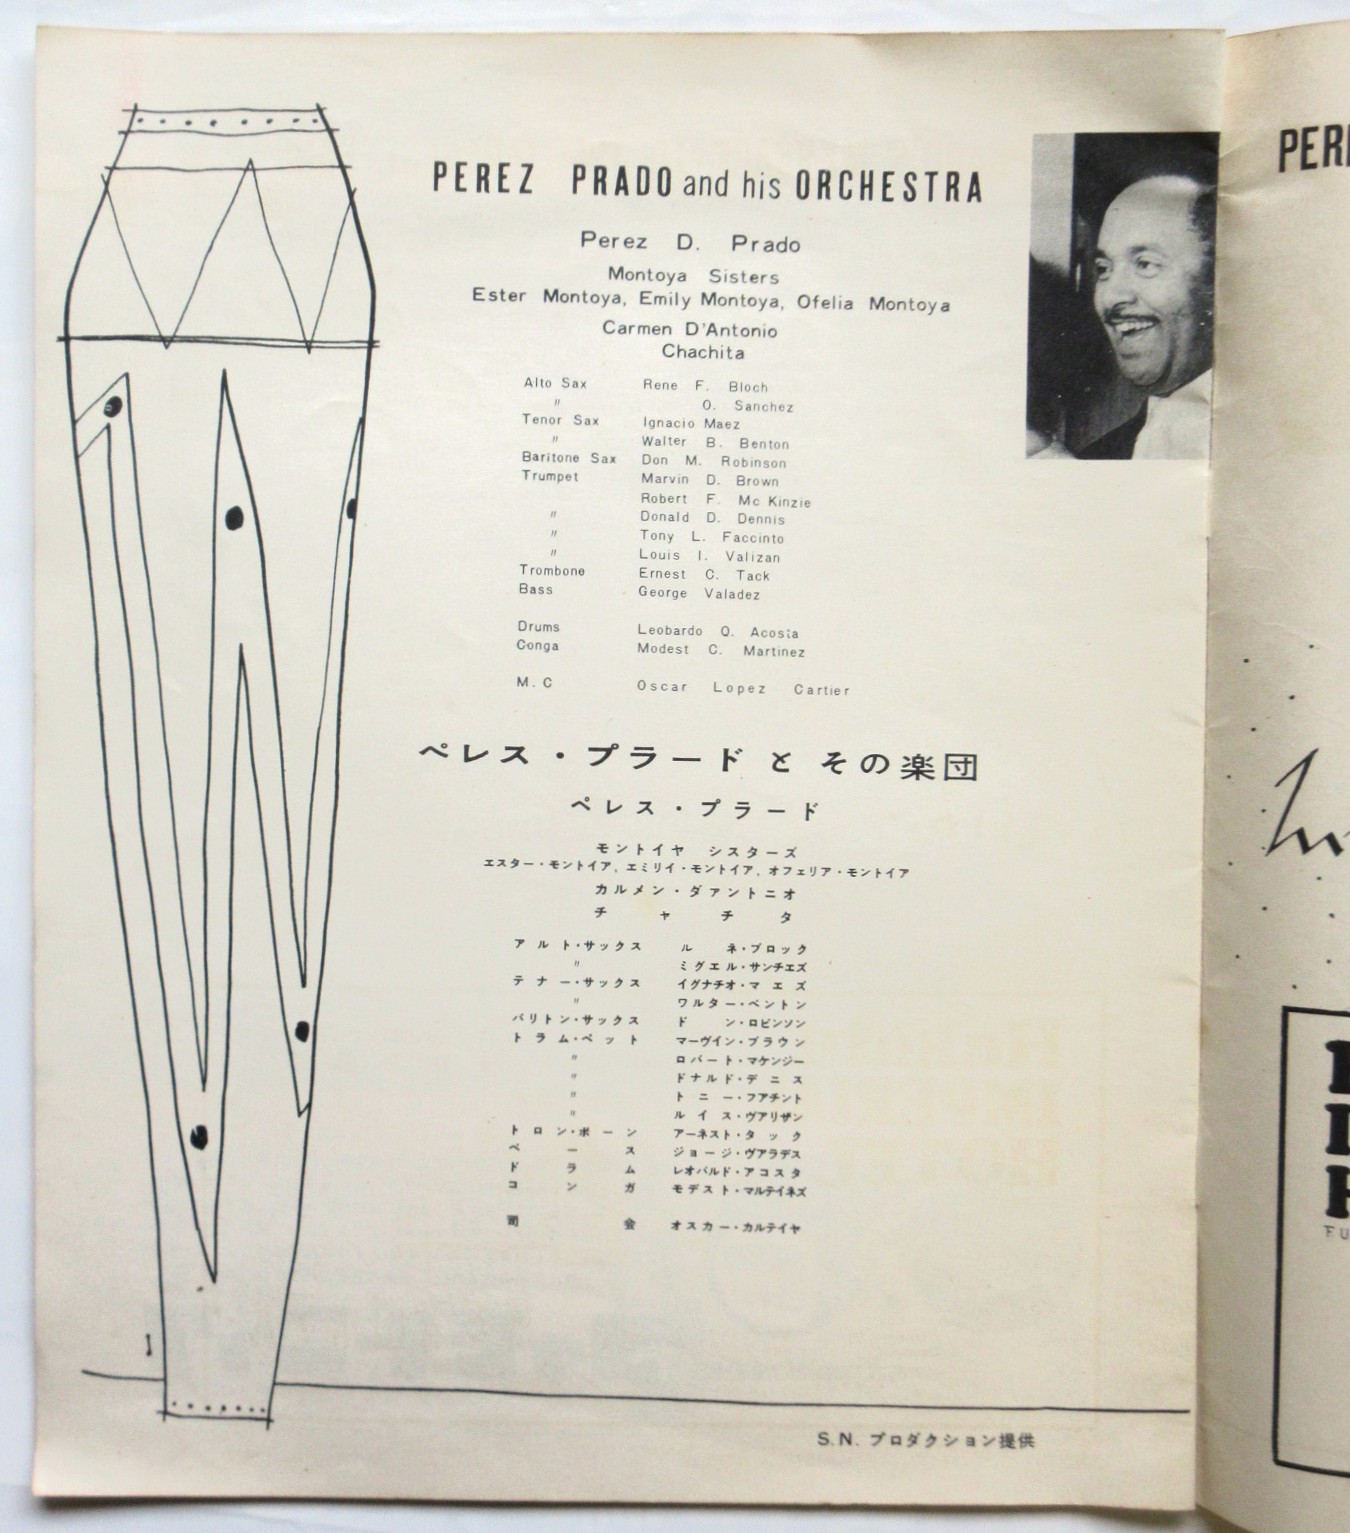 PEREZ PRADO and his ORCHESTRA
Perez D. Prado
Montoya Sisters
Ester Montoya, Emily Montoya, Ofelia Montoya
Carmen D'Antonio
Chachita
Alto Sax Rene F. Bloch
〃 O. Sanchez
Tenor Sax Ignacio Maez
〃 Walter B. Benton
Baritone Sax Don M. Robinson
Trumpet Marvin D. Brown
Robert F. Mc Kinzie
〃 Donald D. Dennis
〃 Tony L. Faccinto
〃 Louis I. Valizan
Trombone Ernest C. Tack
Bass George Valadez
Drums Leobardo Q. Acosta
Conga Modest C. Martinez
M.C Oscar Lopez Cartier
ペレス・プラード と その楽団
ペレス・プラード
モントイヤ シスターズ
エスター・モントイア, エミリイ・モントイア, オフェリア・モントイア
カルメン・ダァントニオ
チャチタ
アルト・サックス ルネ・ブロック
〃 ミグエル・サンチエズ
テナー・サックス イグナチオ・マエズ
〃 ワルター・ベントン
バリトン・サックス ドン・ロビンソン
トラム・ペット マーヴイン・ブラウン
〃 ロバート・マケンジー
〃 ドナルド・デニス
〃 トニー・フアチント
〃 ルイス・ヴアリザン
トロン・ボーン アーネスト・タック
ベース ジョージ・ヴアラデス
ドラム レオバルド・アコスタ
コンガ モデスト・マルテイネズ
司会 オスカー・カルテイヤ
S.N. プロダクション提供
PER